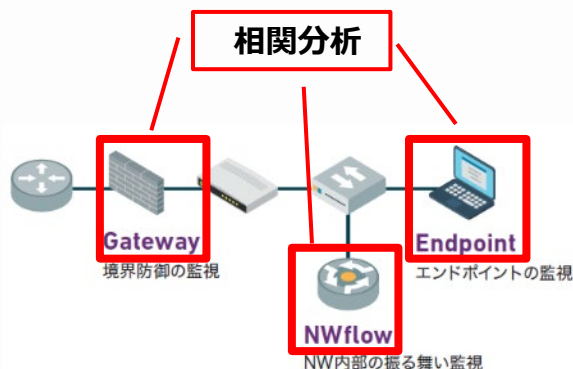 相関分析
Gateway
境界防御の監視
Endpoint
エンドポイントの監視
NWflow
NW内部の振る舞い監視